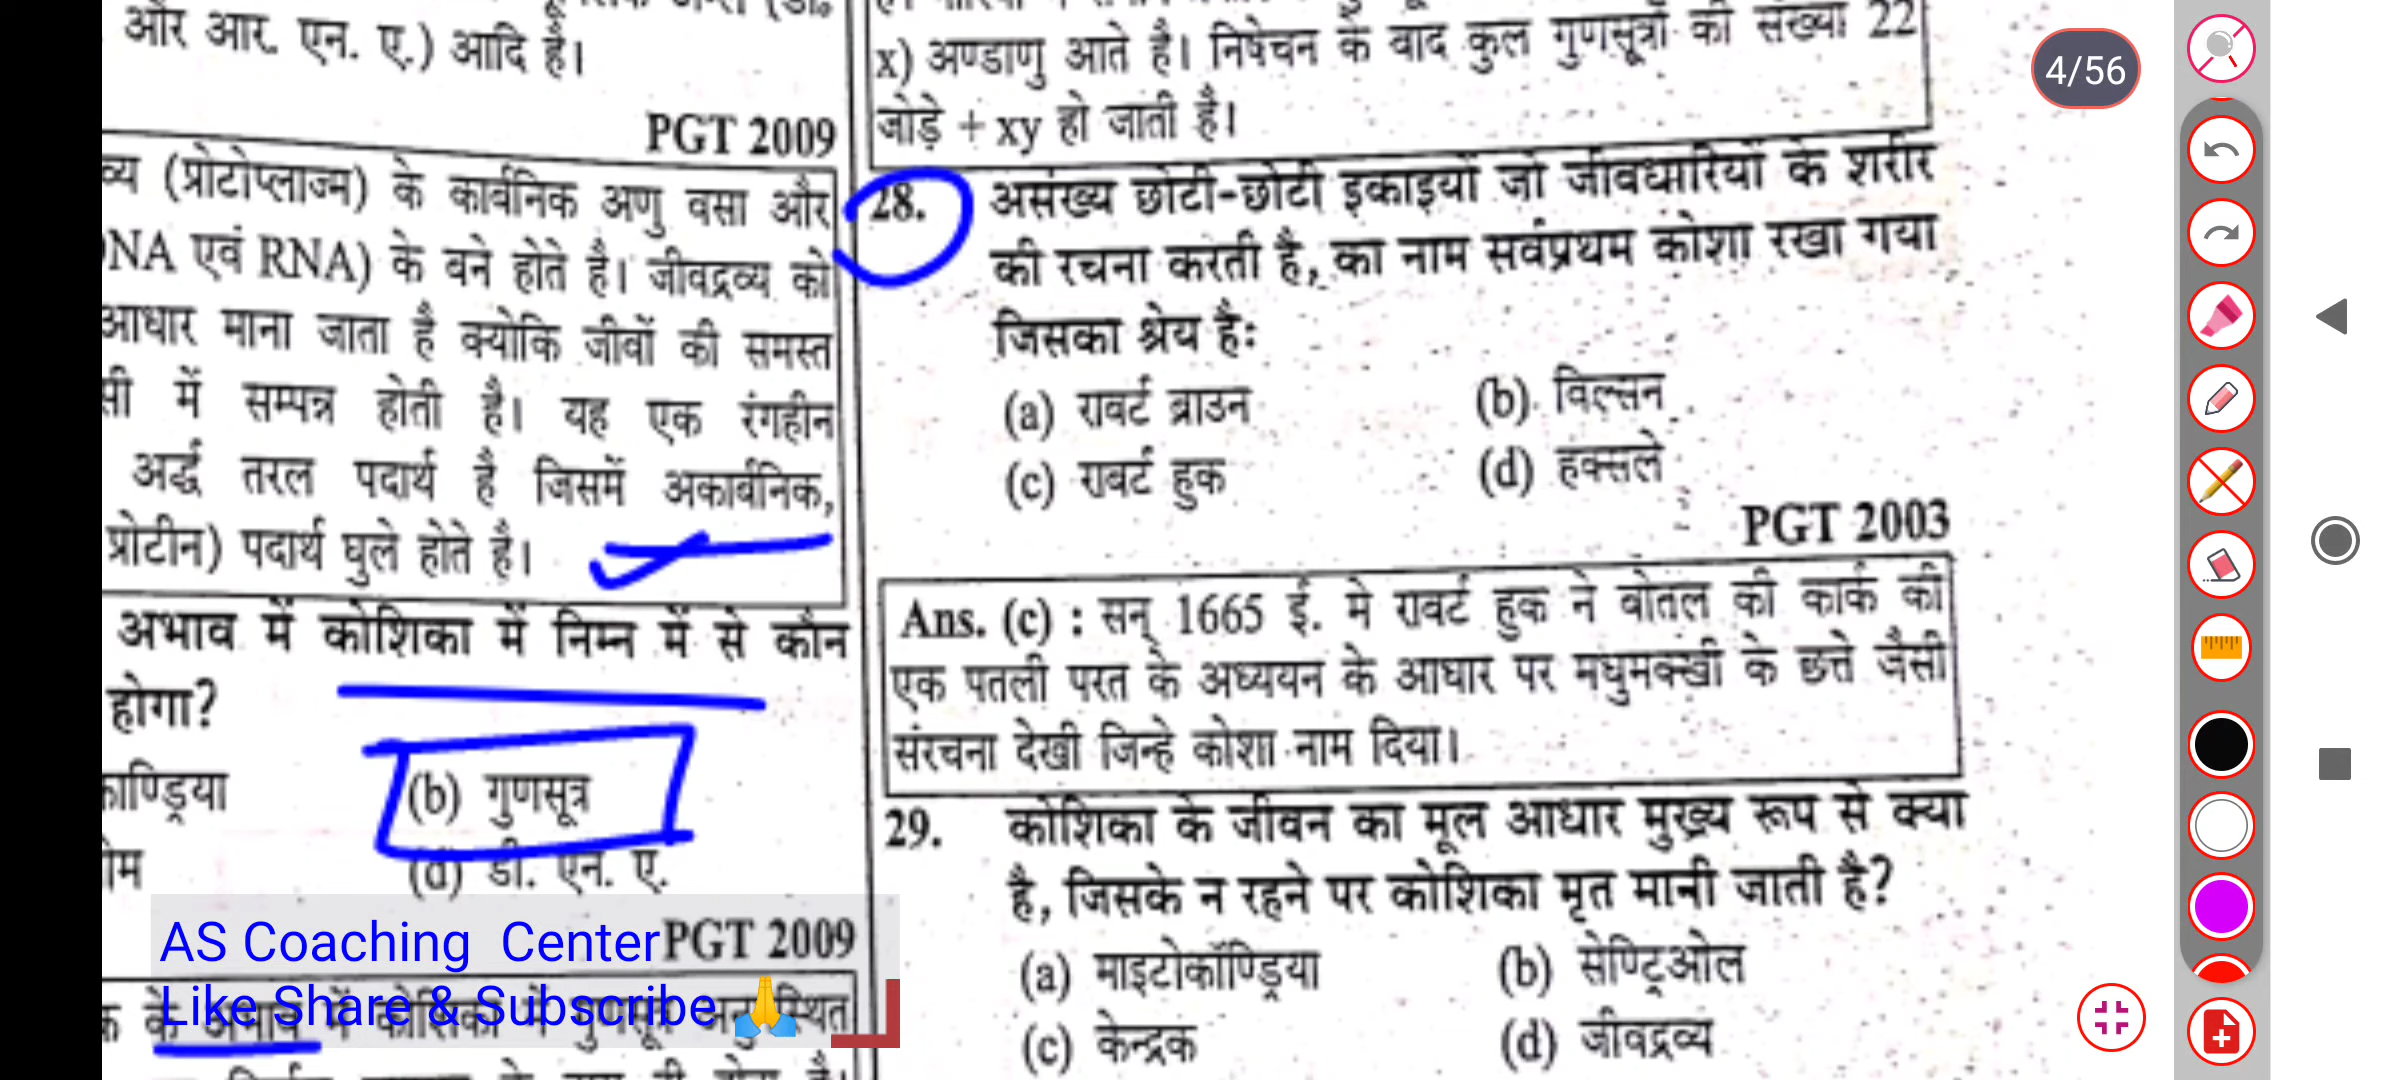 और आर. एन. ए.) आदि है।
PGT 2009
(प्रोटोप्लाज्म) के कार्बनिक अणु वसा और
एवं RNA) के बने होते है। जीवद्रव्य को
आधार माना जाता है क्योकि जीवों की समस्त
में सम्पन्न होती है। यह एक रंगहीन
अर्द्ध तरल पदार्थ है जिसमें अकार्बनिक,
प्रोटीन) पदार्थ घुले होते है।
अभाव में कोशिका में निम्न में से कौन
होगा?
(b) गुणसूत्र
(d) डी. एन. ए.
PGT 2009
x) अण्डाणु आते है। निषेचन के बाद कुल गुणसूत्रों की संख्या 22
जोड़े + xy हो जाती है।
28. असंख्य छोटी-छोटी इकाइयों जो जीवधारियों के शरीर
की रचना करती है, का नाम सर्वप्रथम कोशा रखा गया
जिसका श्रेय हैः
(a) राबर्ट ब्राउन (b) विल्सन
(c) राबर्ट हुक (d) हक्सले
PGT 2003
Ans. (c) : सन् 1665 ई. मे राबर्ट हुक ने बोतल की कार्क की
एक पतली परत के अध्ययन के आधार पर मधुमक्खी के छत्ते जैसी
संरचना देखी जिन्हे कोशा नाम दिया।
29. कोशिका के जीवन का मूल आधार मुख्य रूप से क्या
है, जिसके न रहने पर कोशिका मृत मानी जाती है?
(a) माइटोकॉण्ड्रिया (b) सेण्ट्रिओल
(c) केन्द्रक (d) जीवद्रव्य
AS Coaching Center
Like Share & Subscribe 🙏
4/56